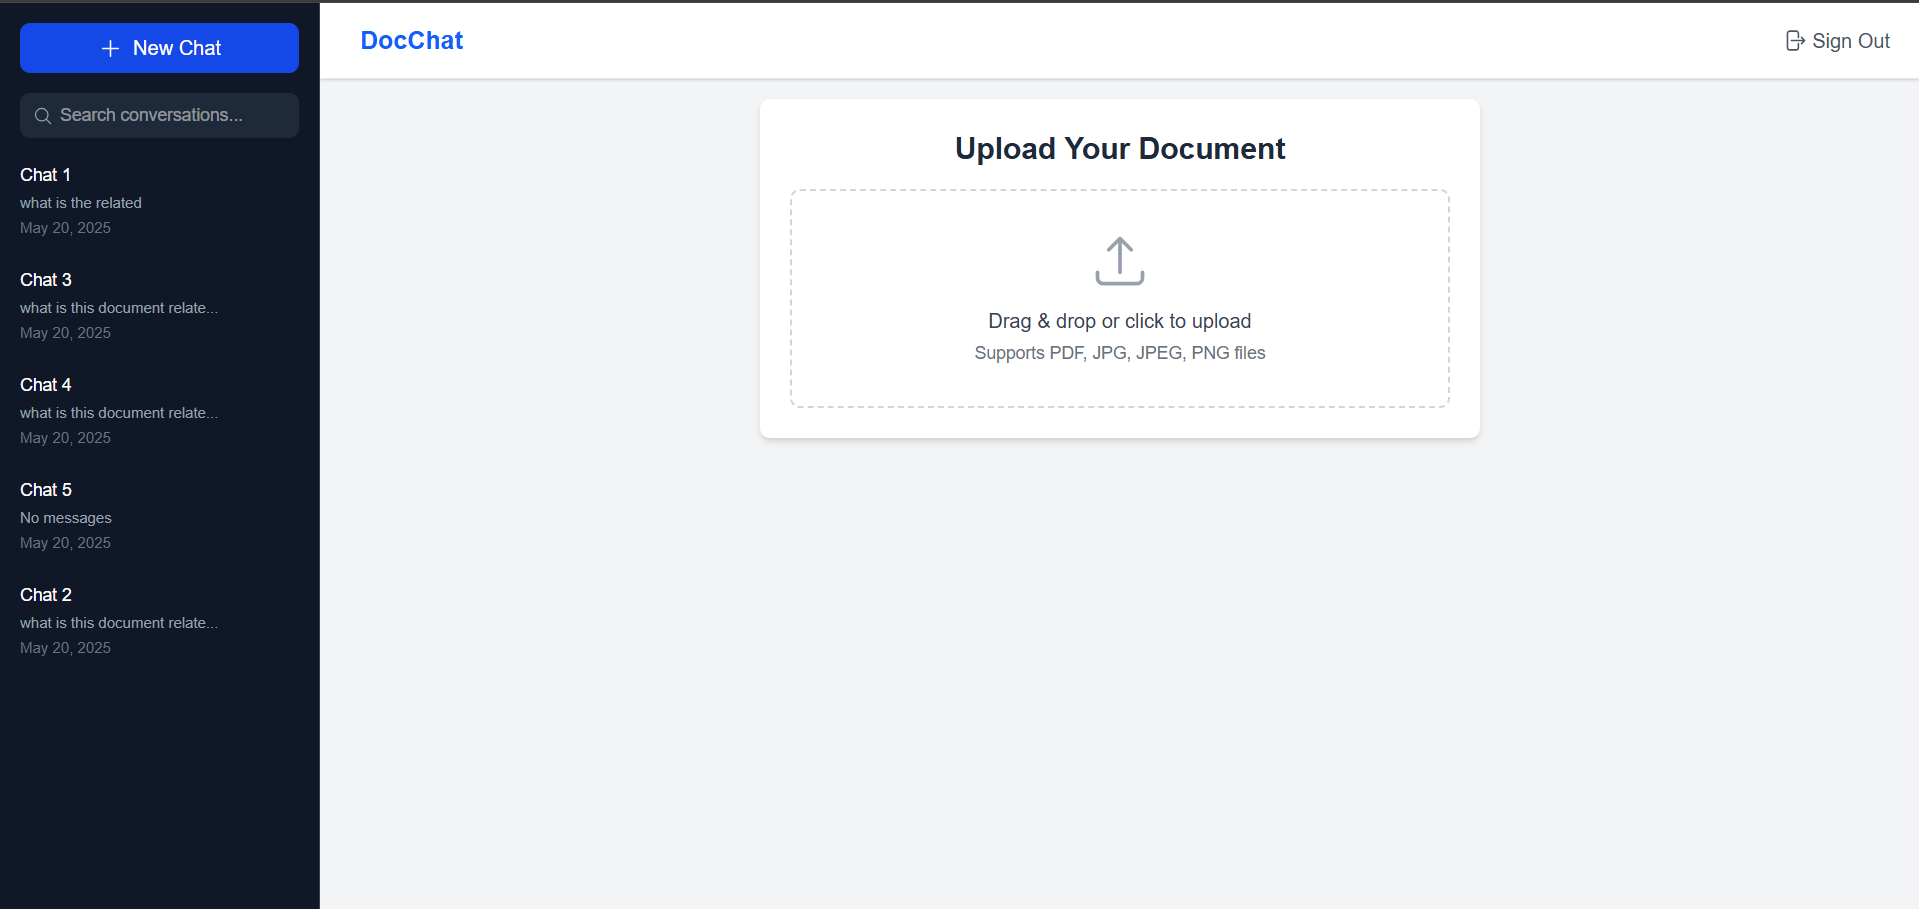 New Chat
Search conversations...
Chat 1
what is the related
May 20, 2025
Chat 3
what is this document relate...
May 20, 2025
Chat 4
what is this document relate...
May 20, 2025
Chat 5
No messages
May 20, 2025
Chat 2
what is this document relate...
May 20, 2025
DocChat
Sign Out
Upload Your Document
Drag & drop or click to upload
Supports PDF, JPG, JPEG, PNG files